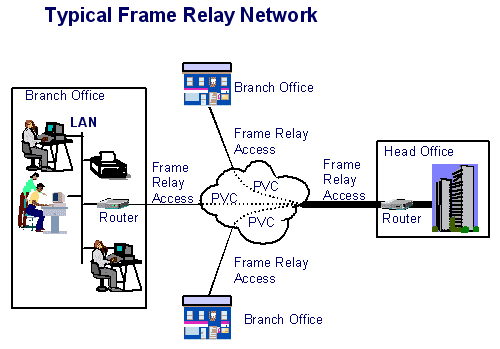 Typical Frame Relay Network
Branch Office
LAN
Router
Frame
Relay
Access
Branch Office
Frame Relay
Access
PVC
PVC
PVC
Frame Relay
Access
Branch Office
Frame
Relay
Access
Head Office
Router